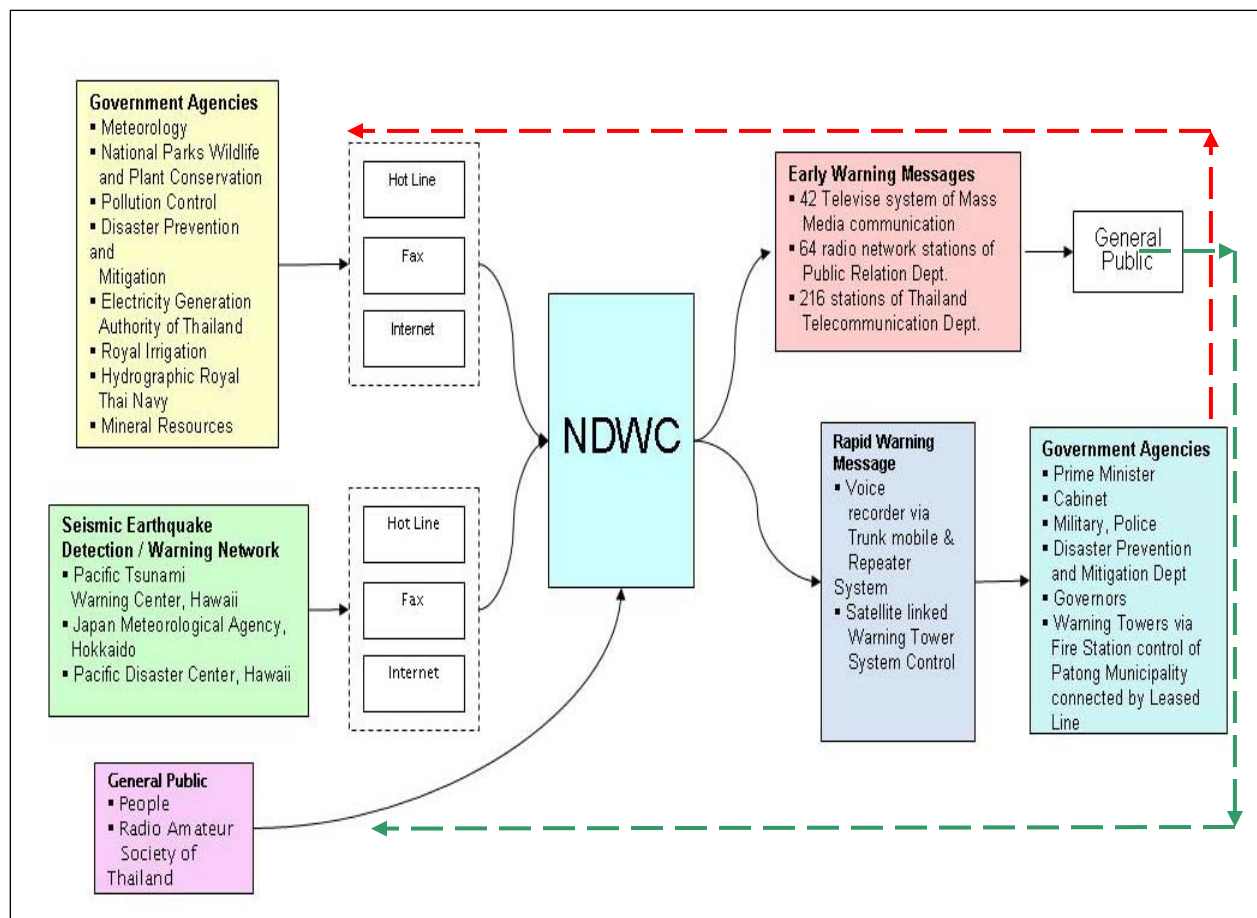 Government Agencies
▪ Meteorology
▪ National Parks Wildlife
and Plant Conservation
▪ Pollution Control
▪ Disaster Prevention
and
Mitigation
▪ Electricity Generation
Authority of Thailand
▪ Royal Irrigation
▪ Hydrographic Royal
Thai Navy
▪ Mineral Resources
Hot Line
Fax
Internet
Seismic Earthquake
Detection / Warning Network
▪ Pacific Tsunami
Warning Center, Hawaii
▪ Japan Meteorological Agency,
Hokkaido
▪ Pacific Disaster Center, Hawaii
Hot Line
Fax
Internet
General Public
▪ People
▪ Radio Amateur
Society of
Thailand
NDWC
Early Warning Messages
▪ 42 Televise system of Mass
Media communication
▪ 64 radio network stations of
Public Relation Dept.
▪ 216 stations of Thailand
Telecommunication Dept.
General
Public
Rapid Warning
Message
▪ Voice
recorder via
Trunk mobile &
Repeater
System
▪ Satellite linked
Warning Tower
System Control
Government Agencies
▪ Prime Minister
▪ Cabinet
▪ Military, Police
▪ Disaster Prevention
and Mitigation Dept
▪ Governors
▪ Warning Towers via
Fire Station control of
Patong Municipality
connected by Leased
Line